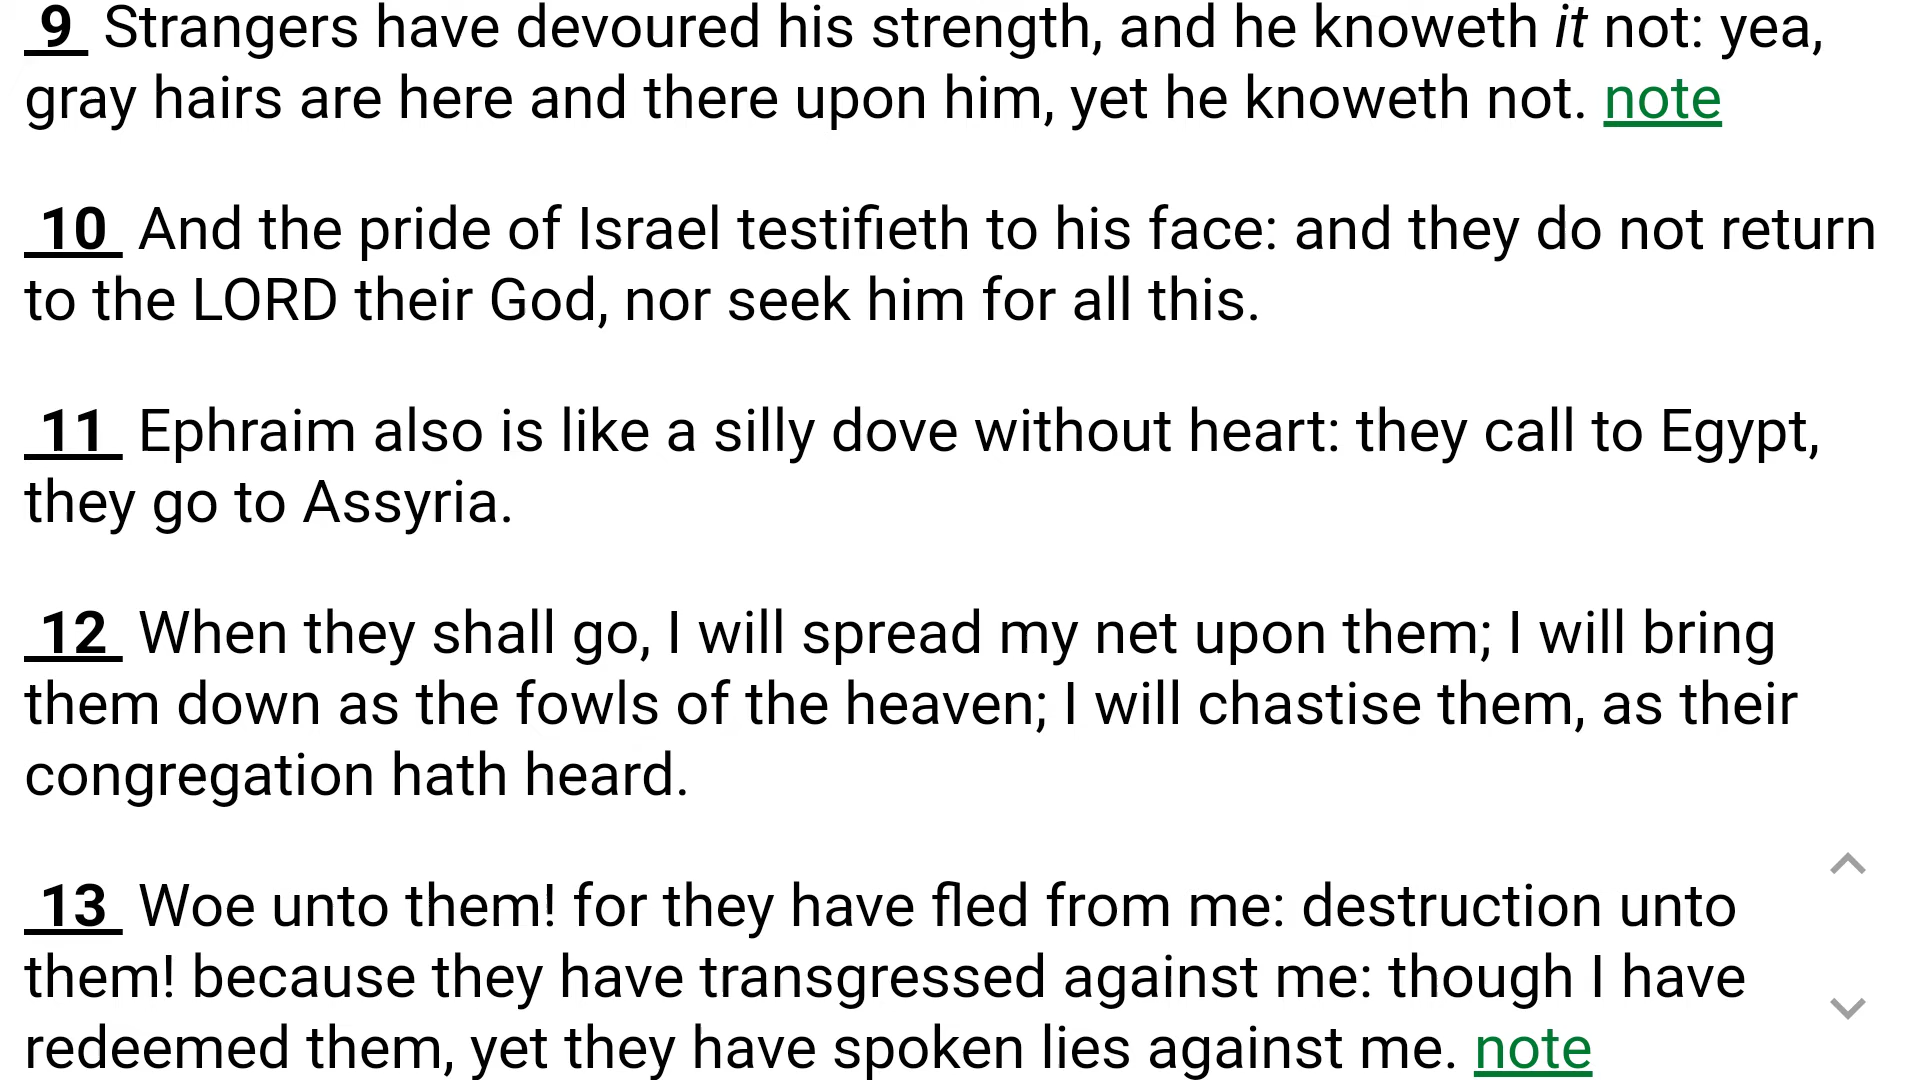 9 Strangers have devoured his strength, and he knoweth it not: yea,
gray hairs are here and there upon him, yet he knoweth not. note
10 And the pride of Israel testifieth to his face: and they do not return
to the LORD their God, nor seek him for all this.
11 Ephraim also is like a silly dove without heart: they call to Egypt,
they go to Assyria.
12 When they shall go, I will spread my net upon them; I will bring
them down as the fowls of the heaven; I will chastise them, as their
congregation hath heard.
13 Woe unto them! for they have fled from me: destruction unto
them! because they have transgressed against me: though I have
redeemed them, yet they have spoken lies against me. note